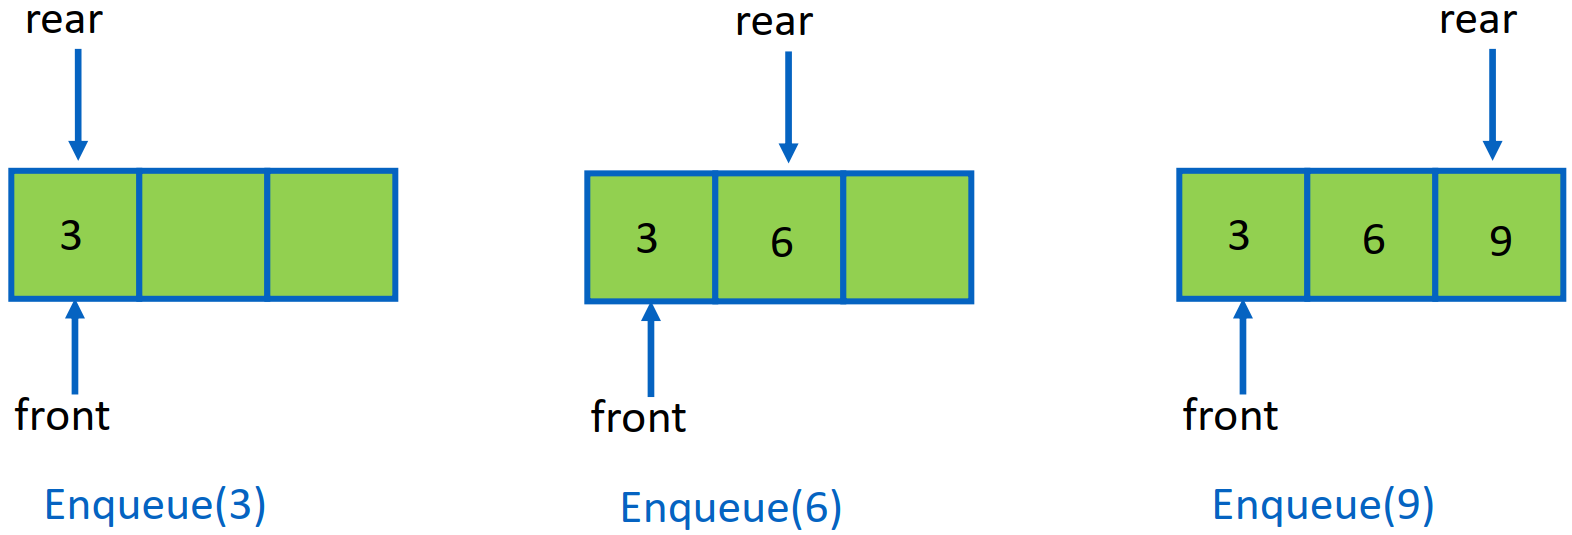 rear
3
front
Enqueue(3)
rear
3 6
front
Enqueue(6)
rear
3 6 9
front
Enqueue(9)